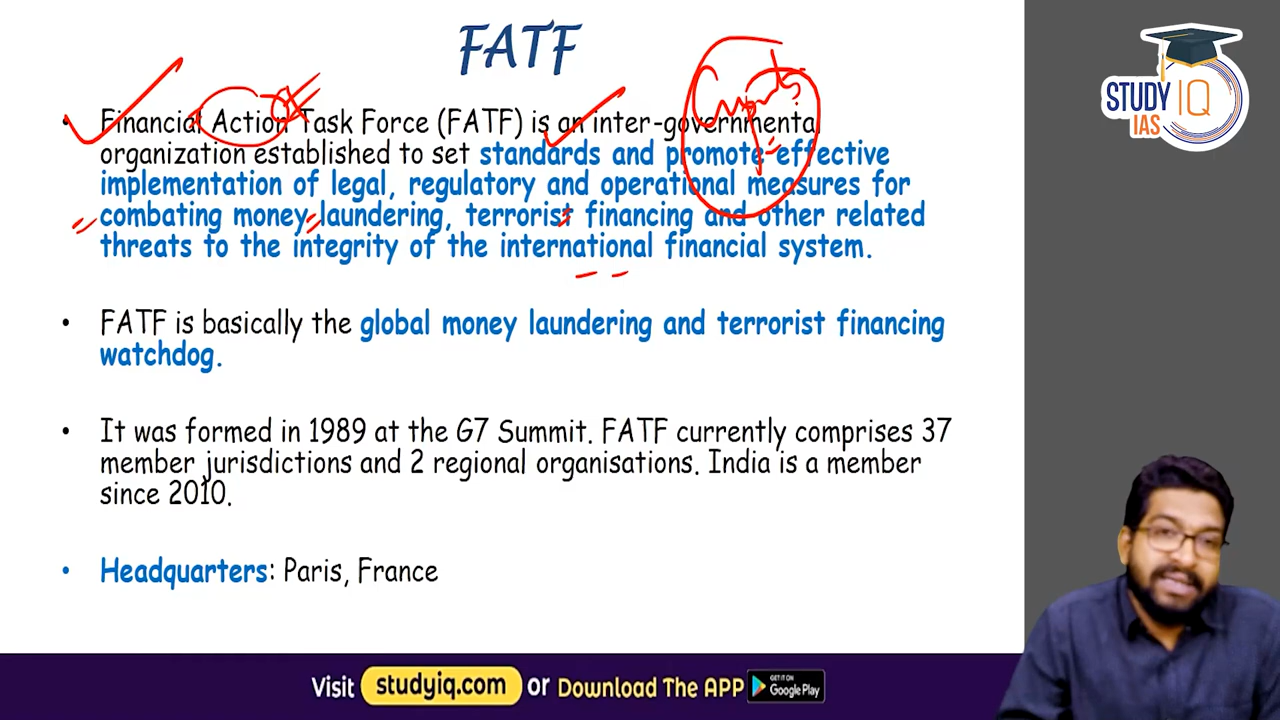 FATF
• Financial Action Task Force (FATF) is an inter-governmental
organization established to set standards and promote effective
implementation of legal, regulatory and operational measures for
combating money laundering, terrorist financing and other related
threats to the integrity of the international financial system.
• FATF is basically the global money laundering and terrorist financing
watchdog.
• It was formed in 1989 at the G7 Summit. FATF currently comprises 37
member jurisdictions and 2 regional organisations. India is a member
since 2010.
• Headquarters: Paris, France
STUDY IQ
IAS
Visit studyiq.com or Download The APP GET IT ON Google Play